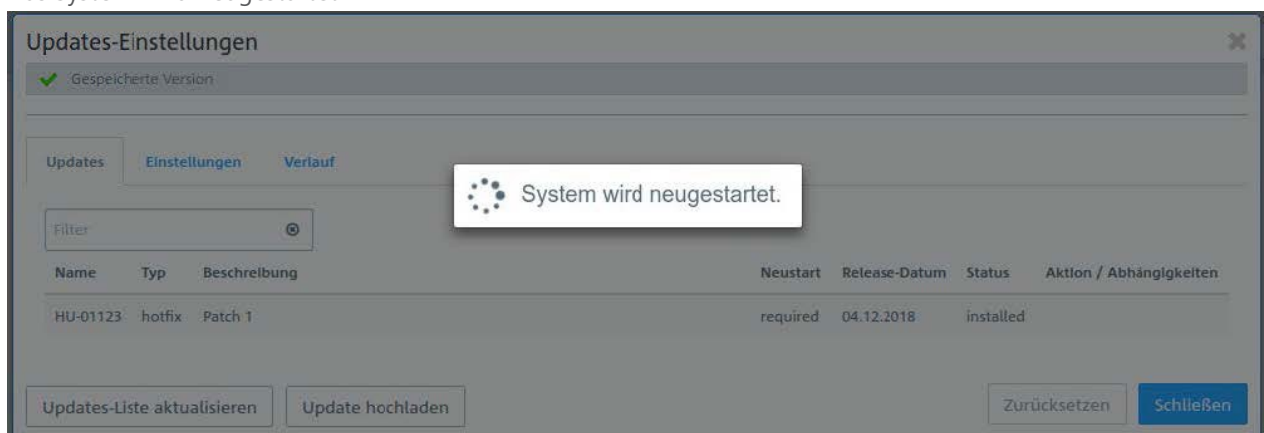 Updates-Einstellungen
Gespeicherte Version
Updates Einstellungen Verlauf
System wird neugestartet.
Filter
Name Typ Beschreibung Neustart Release-Datum Status Aktion / Abhängigkeiten
HU-01123 hotfix Patch 1 required 04.12.2018 installed
Updates-Liste aktualisieren Update hochladen Zurücksetzen Schließen